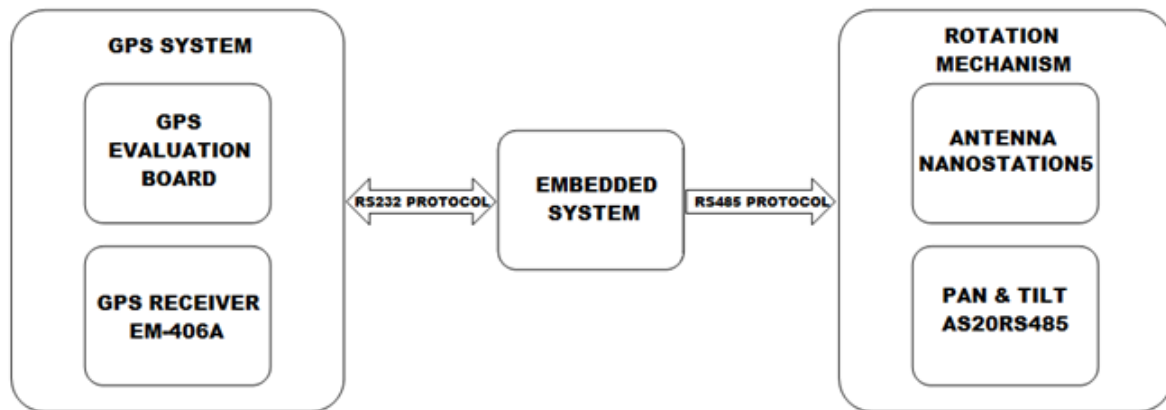 GPS SYSTEM
GPS
EVALUATION
BOARD
GPS RECEIVER
EM-406A
RS232 PROTOCOL
EMBEDDED
SYSTEM
RS485 PROTOCOL
ROTATION
MECHANISM
ANTENNA
NANOSTATION5
PAN & TILT
AS20RS485